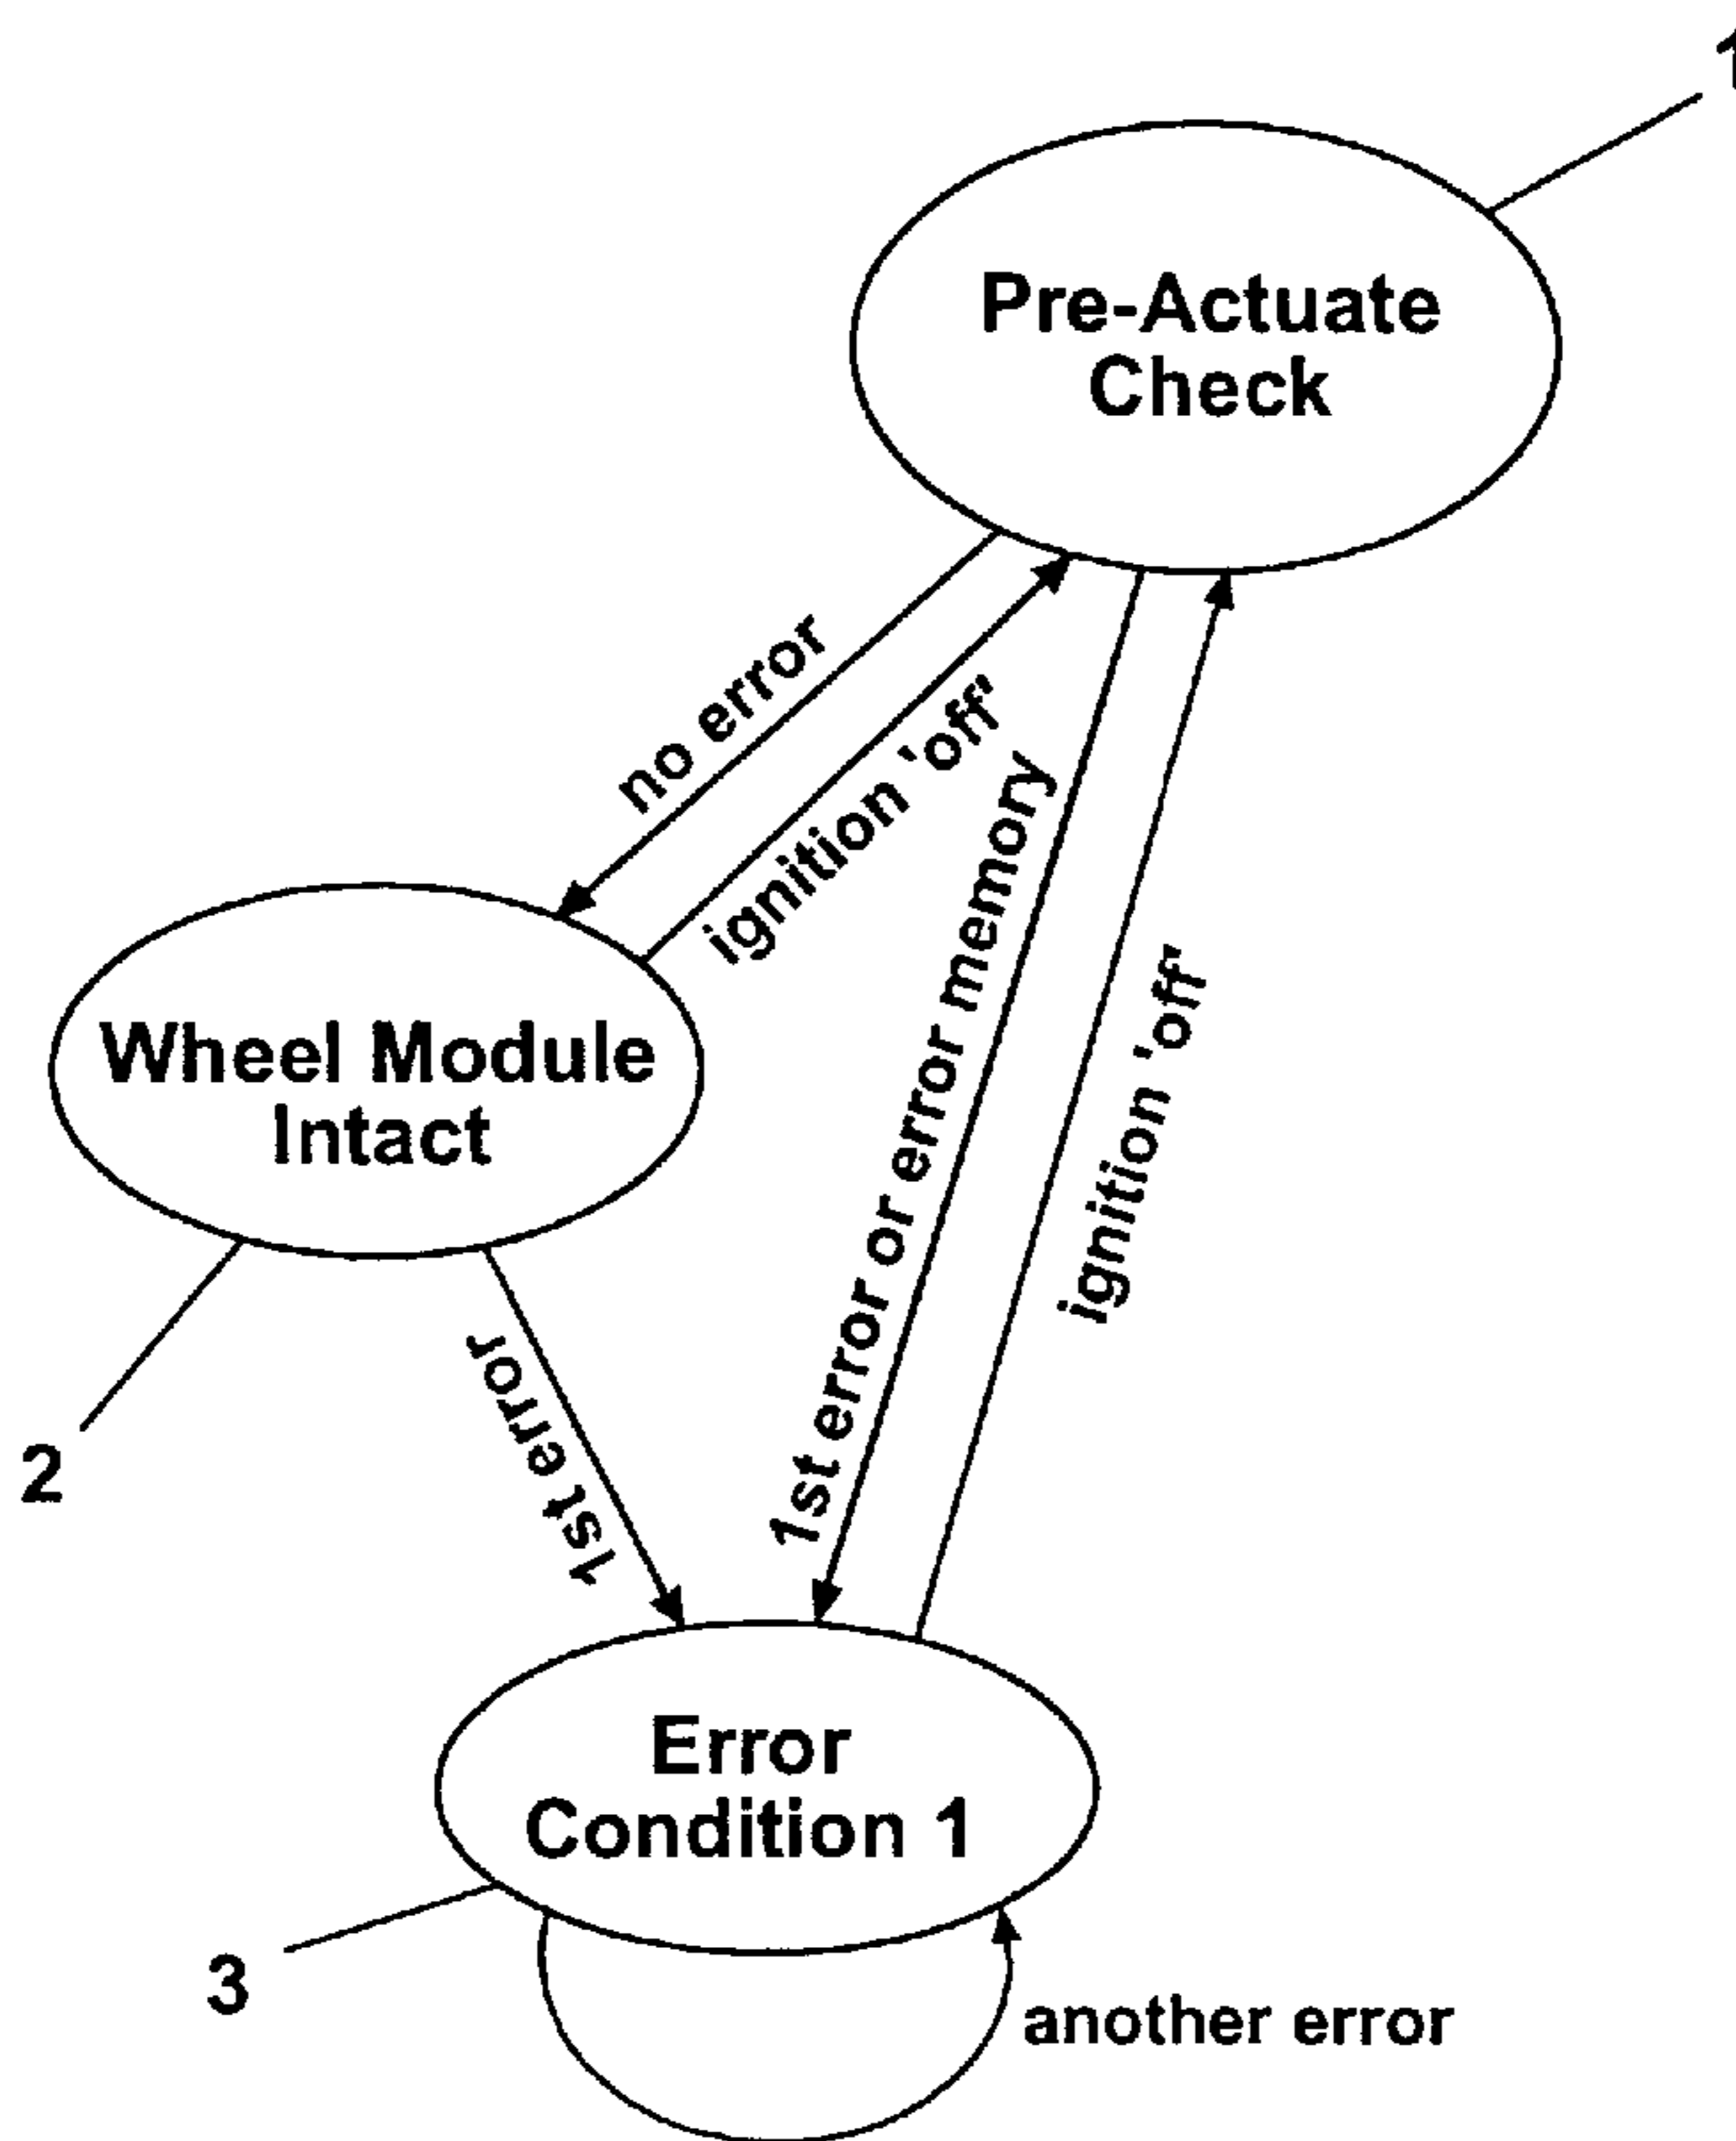 1
Pre-Actuate
Check
no error
ignition 'off'
1st error or error memory
ignition 'off'
Wheel Module
Intact
2
1st error
Error
Condition 1
3
another error